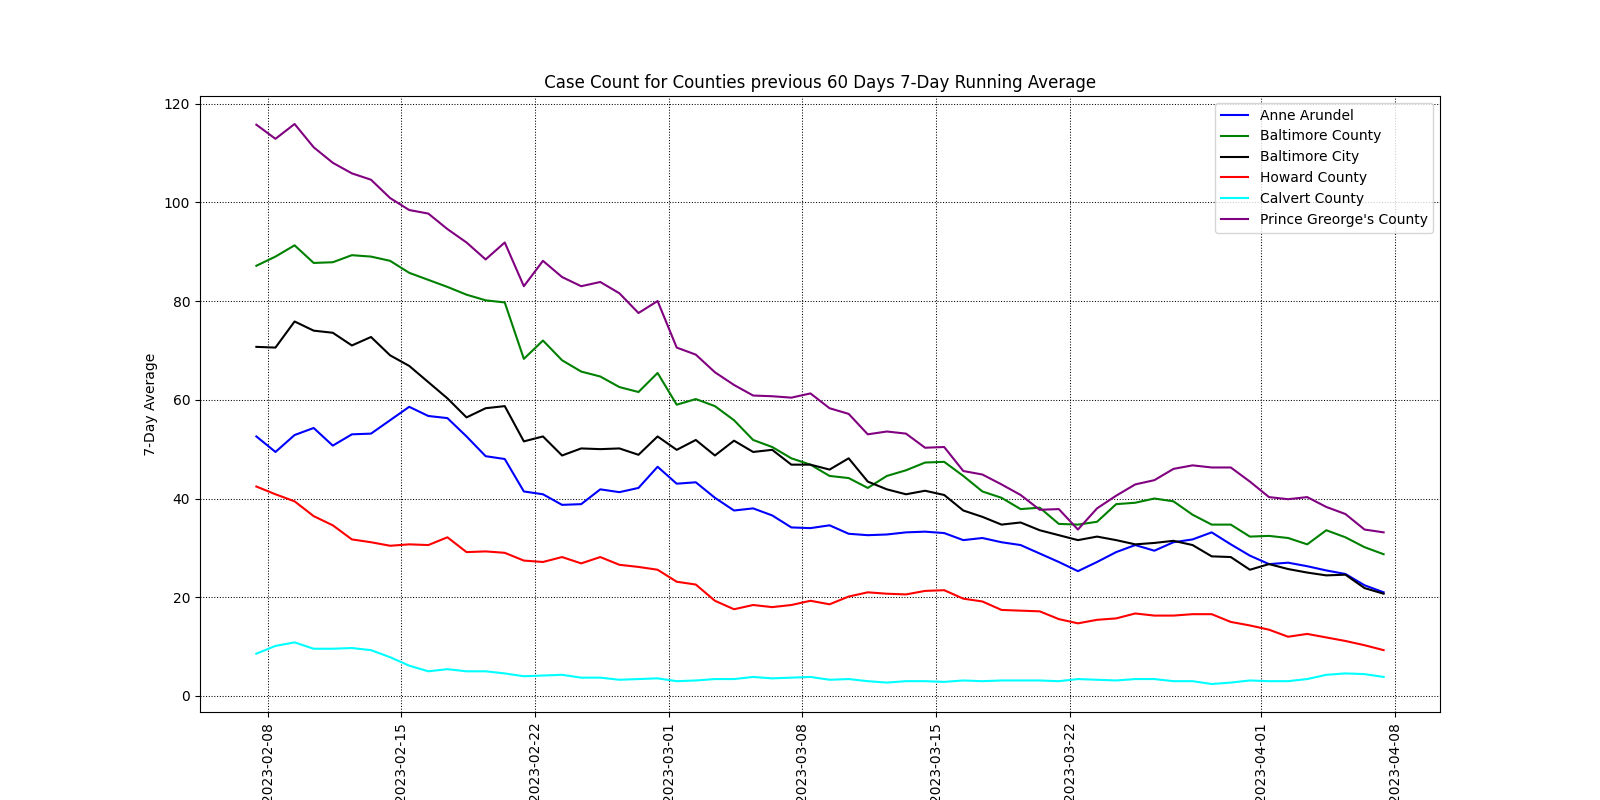 Case Count for Counties previous 60 Days 7-Day Running Average
120
100
80
60
40
20
0
7-Day Average
Anne Arundel
Baltimore County
Baltimore City
Howard County
Calvert County
Prince Greorge's County
2023-02-08
2023-02-15
2023-02-22
2023-03-01
2023-03-08
2023-03-15
2023-03-22
2023-04-01
2023-04-08